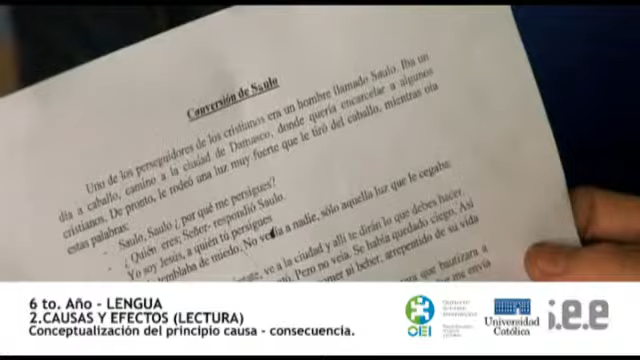 Conversión de Saulo
Uno de los perseguidores de los cristianos era un hombre llamado Saulo. Iba un
día a caballo, camino a la ciudad de Damasco, donde quería encarcelar a algunos
cristianos. De pronto, le rodeó una luz muy fuerte que le tiró del caballo, mientras oía
estas palabras:
- Saulo, Saulo ¿por qué me persigues?
- ¿Quién eres; Señor- respondió Saulo.
- Yo soy Jesús, a quién tú persigues
temblaba de miedo. No veía a nadie, sólo aquella luz que le cegaba.
ve a la ciudad y allí te dirán lo que debes hacer.
Pero no veía. Se había quedado ciego. Así
ni beber, arrepentido de su vida
para que bautizara a
me envía
6 to. Año - LENGUA
2.CAUSAS Y EFECTOS (LECTURA)
Conceptualización del principio causa - consecuencia.
OEI
Universidad
Católica
i.e.e